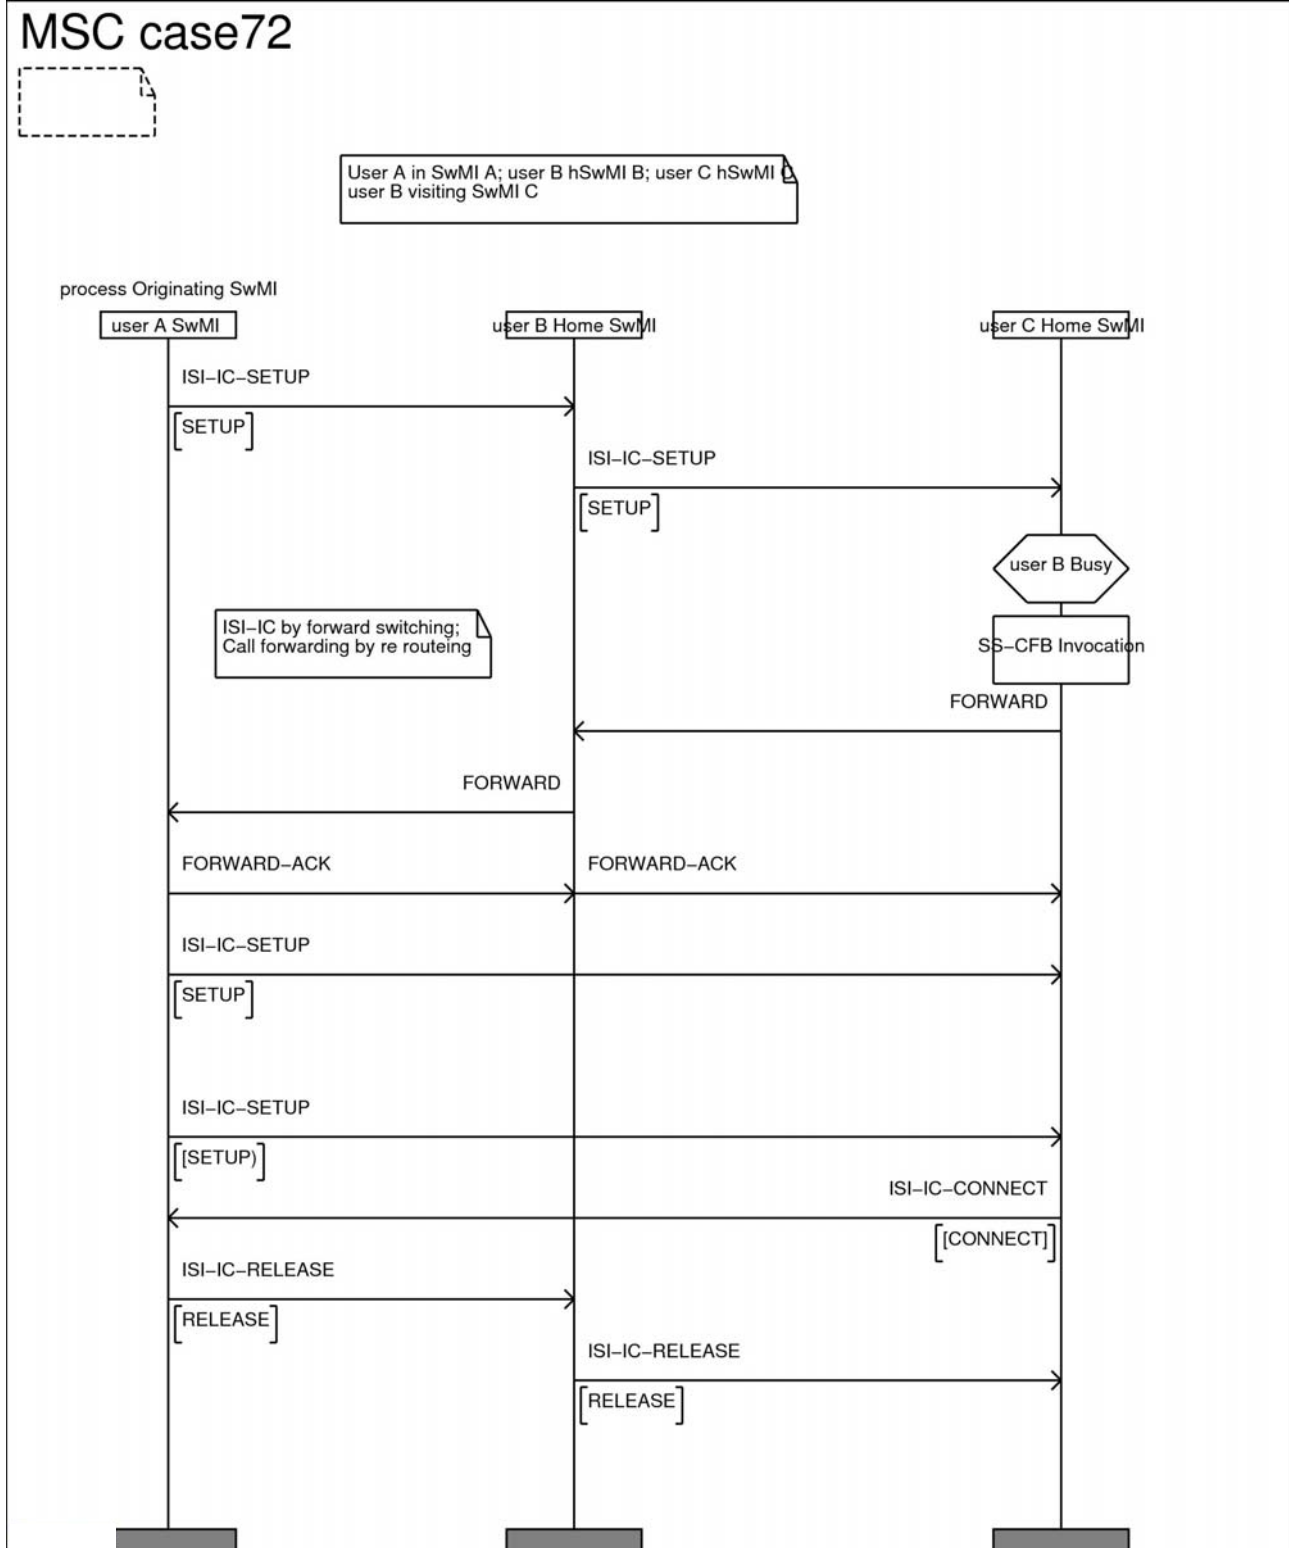 MSC case72
User A in SwMI A; user B hSwMI B; user C hSwMI C
user B visiting SwMI C
process Originating SwMI
user A SwMI
user B Home SwMI
user C Home SwMI
ISI–IC–SETUP
[SETUP]
ISI–IC–SETUP
[SETUP]
user B Busy
ISI–IC by forward switching;
Call forwarding by re routeing
SS–CFB Invocation
FORWARD
FORWARD
FORWARD–ACK
FORWARD–ACK
ISI–IC–SETUP
[SETUP]
ISI–IC–SETUP
[[SETUP)]
ISI–IC–CONNECT
[[CONNECT]]
ISI–IC–RELEASE
[RELEASE]
ISI–IC–RELEASE
[RELEASE]